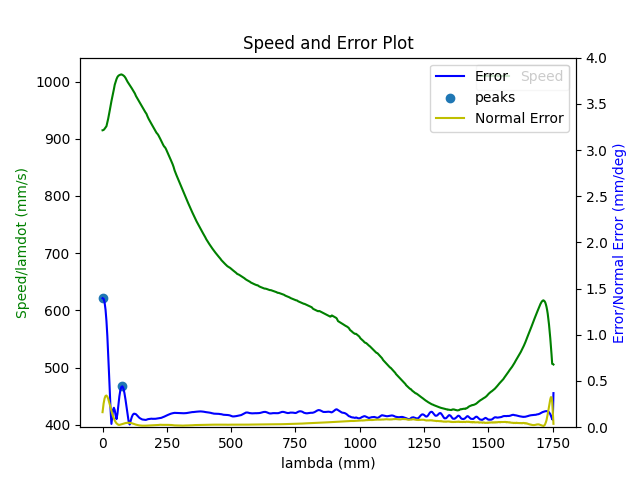 Speed and Error Plot
Error
Speed
peaks
Normal Error
1000
900
800
700
600
500
400
Speed/lamdot (mm/s)
4.0
3.5
3.0
2.5
2.0
1.5
1.0
0.5
0.0
Error/Normal Error (mm/deg)
0 250 500 750 1000 1250 1500 1750
lambda (mm)